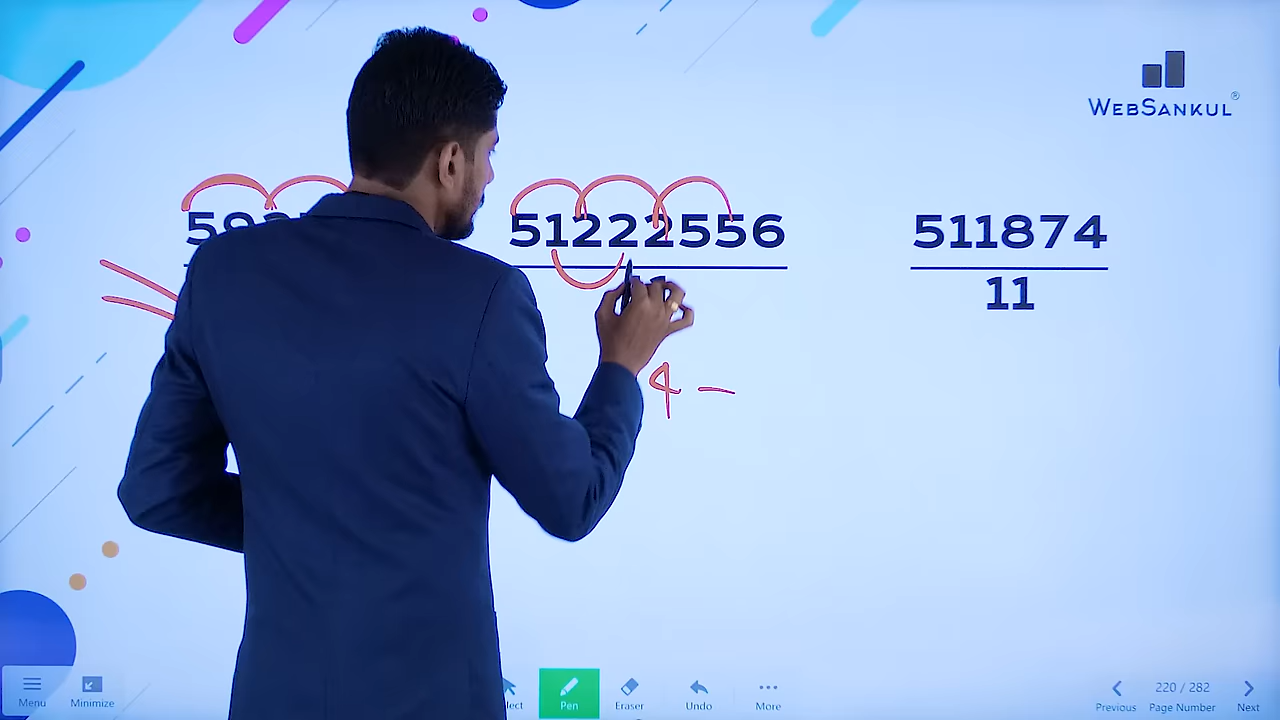 WEBSANKUL®
51222556
511874
11
4 -
Menu
Minimize
Pen
Eraser
Undo
More
Previous
220 / 282
Page Number
Next